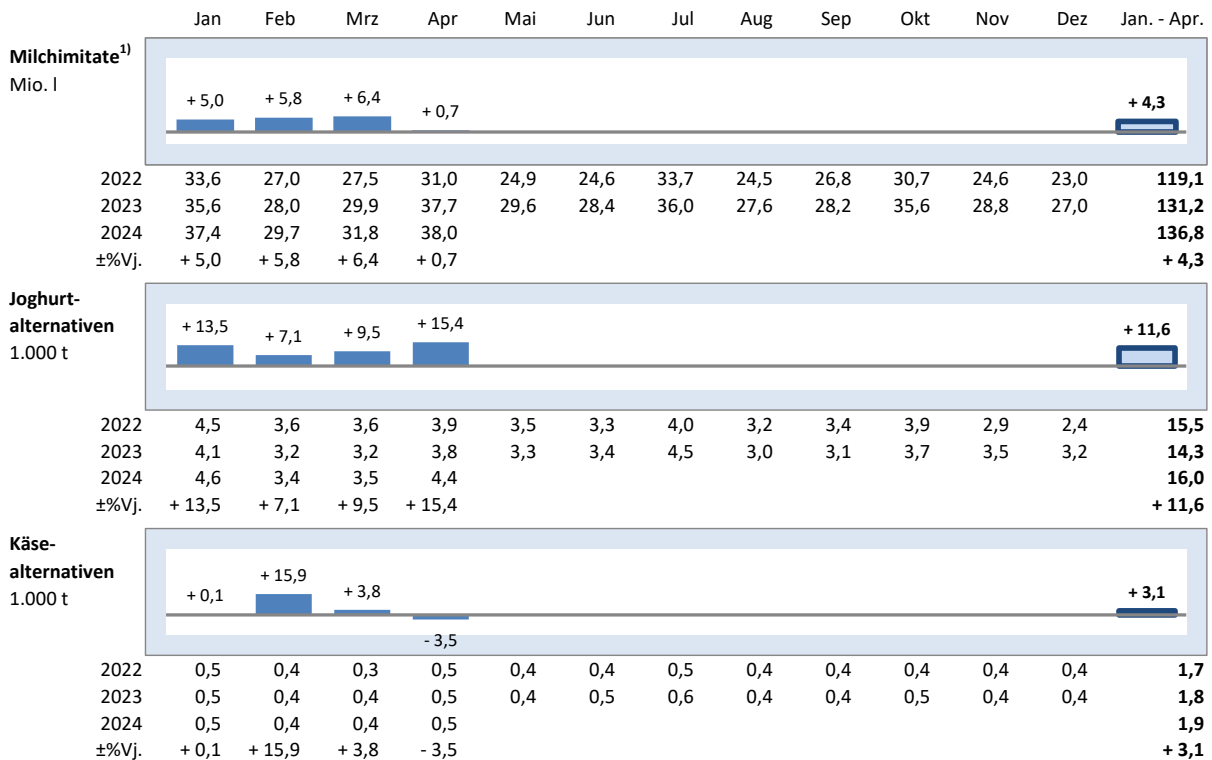 Jan Feb Mrz Apr Mai Jun Jul Aug Sep Okt Nov Dez Jan. - Apr.
Milchimitate1)
Mio. l
+ 5,0 + 5,8 + 6,4 + 0,7 + 4,3
2022 33,6 27,0 27,5 31,0 24,9 24,6 33,7 24,5 26,8 30,7 24,6 23,0 119,1
2023 35,6 28,0 29,9 37,7 29,6 28,4 36,0 27,6 28,2 35,6 28,8 27,0 131,2
2024 37,4 29,7 31,8 38,0 136,8
±%Vj. + 5,0 + 5,8 + 6,4 + 0,7 + 4,3
Joghurt-
alternativen
1.000 t
+ 13,5 + 7,1 + 9,5 + 15,4 + 11,6
2022 4,5 3,6 3,6 3,9 3,5 3,3 4,0 3,2 3,4 3,9 2,9 2,4 15,5
2023 4,1 3,2 3,2 3,8 3,3 3,4 4,5 3,0 3,1 3,7 3,5 3,2 14,3
2024 4,6 3,4 3,5 4,4 16,0
±%Vj. + 13,5 + 7,1 + 9,5 + 15,4 + 11,6
Käse-
alternativen
1.000 t
+ 0,1 + 15,9 + 3,8 - 3,5 + 3,1
2022 0,5 0,4 0,3 0,5 0,4 0,4 0,5 0,4 0,4 0,4 0,4 0,4 1,7
2023 0,5 0,4 0,4 0,5 0,4 0,5 0,6 0,4 0,4 0,5 0,4 0,4 1,8
2024 0,5 0,4 0,4 0,5 1,9
±%Vj. + 0,1 + 15,9 + 3,8 - 3,5 + 3,1